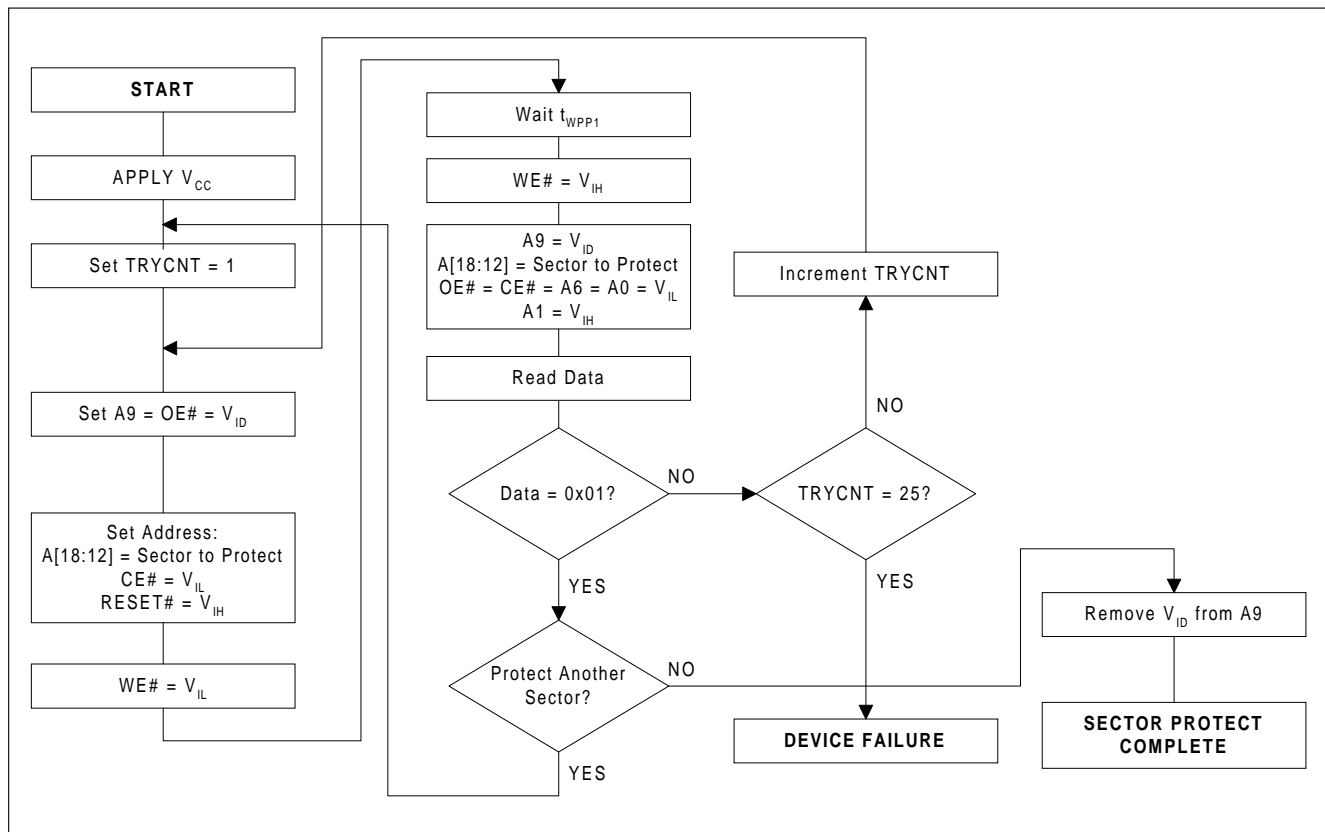 START
APPLY V_CC
Set TRYCNT = 1
Set A9 = OE# = V_ID
Set Address:
A[18:12] = Sector to Protect
CE# = V_IL
RESET# = V_IH
WE# = V_IL
Wait t_WPP1
WE# = V_IH
A9 = V_ID
A[18:12] = Sector to Protect
OE# = CE# = A6 = A0 = V_IL
A1 = V_IH
Read Data
Data = 0x01?
NO
YES
Protect Another
Sector?
NO
YES
Increment TRYCNT
NO
TRYCNT = 25?
YES
DEVICE FAILURE
Remove V_ID from A9
SECTOR PROTECT
COMPLETE